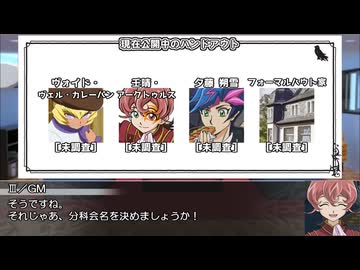 現在公開中のハンドアウト
ヴォイド・
ヴェル・カレーパン
[未調査]
壬晴・
アークトゥルス
[未調査]
夕薙 朔雪
[未調査]
フォーマルハウト家
[未調査]
Ⅲ／GM
そうですね。
それじゃあ、分科会名を決めましょうか！